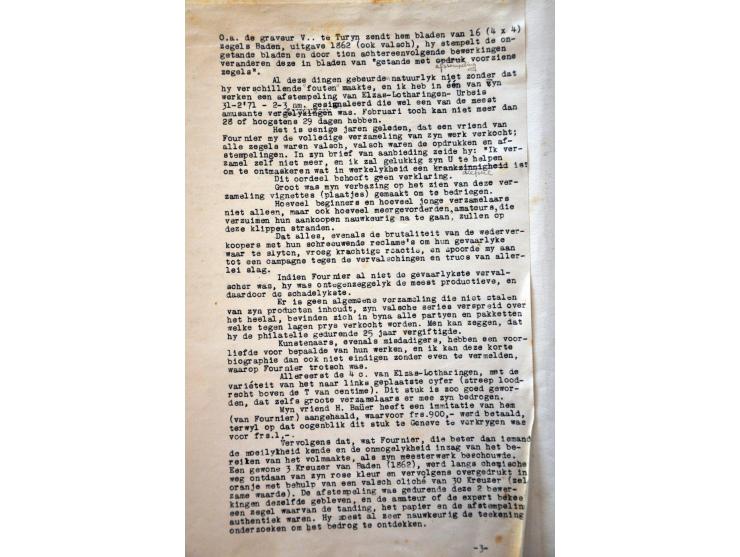 O.a. de graveur V.. te Turyn zendt hem bladen van 16 (4 x 4)
zegels Baden, uitgave 1862 (ook valsch), hy stempelt de on-
getande bladen en door tien achtereenvolgende bewerkingen
veranderen deze in bladen van "getande met opdruk voorziene
afstempeling
zegels".
Al deze dingen gebeurde natuurlyk niet zonder dat
hy verschillende fouten maakte, en ik heb in één van zyn
werken een afstempeling van Elzas-Lotharingen- Urbeis
31-2'71 - 2-3 nm. gesignaleerd die wel een van de meest
amusante vergelykingen was. Februari toch kan niet meer dan
28 of hoogstens 29 dagen hebben.
Het is eenige jaren geleden, dat een vriend van
Fournier my de volledige verzameling van zyn werk verkocht;
alle zegels waren valsch, valsch waren de opdrukken en af-
stempelingen. In zyn brief van aanbieding zeide hy: "Ik ver-
zamel zelf niet meer, en ik zal gelukkig zyn U te helpen
om te ontmaskeren wat in werkelykheid een krankzinnigheid is!
Dit oordeel behoeft geen verklaring.
Groot was myn verbazing op het zien van deze ver-
zameling vignettes (plaatjes) gemaakt om te bedriegen.
Hoeveel beginners en hoeveel jonge verzamelaars
niet alleen, maar ook hoeveel meergevorderden, amateurs, die
verzuimen hun aankoopen nauwkeurig na te gaan, zullen op
deze klippen stranden.
Dat alles, evenals de brutaliteit van de wederver-
koopers met hun schreeuwende reclame's om hun gevaarlyke
waar te slyten, vroeg krachtige reactie, en spoorde my aan
tot een campagne tegen de vervalschingen en trucs van aller-
lei slag.
Indien Fournier al niet de gevaarlykste verval-
scher was, hy was ontegenzeggelyk de meest productieve, en
daardoor de schadelykste.
Er is geen algemeene verzameling die niet stalen
van zyn producten inhoudt, zyn valsche series verspreid over
het heelal, bevinden zich in byna alle partyen en pakketten
welke tegen lagen prys verkocht worden. Men kan zeggen, dat
hy de philatelie gedurende 25 jaar vergiftigde.
Kunstenaars, evenals misdadigers, hebben een voor-
liefde voor bepaalde van hun werken, en ik kan deze korte
biographie dan ook niet eindigen zonder even te vermelden,
waarop Fournier trotsch was.
Allereerst de 4 c. van Elzas-Lotharingen, met de
variéteit van het naar links geplaatste cyfer (streep lood-
recht boven de T van centime). Dit stuk is zoo goed gewor-
den, dat zelfs groote verzamelaars er mee zyn bedrogen.
Myn vriend H. Baüer heeft een immitatie van hem
(van Fournier) aangehaald, waarvoor frs.900,- werd betaald,
terwyl op dat oogenblik dit stuk te Geneve te verkrygen was
voor frs.1,-.
Vervolgens dat, wat Fournier, die beter dan iemand
de moeilykheid kende en de onmogelykheid inzag van het be-
reiken van het volmaakte, als zyn meesterwerk beschouwde.
Een gewone 3 Kreuzer van Baden (1862), werd langs chemische
weg ontdaan van zyn rose kleur en vervolgens overgedrukt in
oranje met behulp van een valsch cliché van 30 Kreuzer (zel
zame waarde). De afstempeling was gedurende deze 2 bewer-
kingen dezelfde gebleven, en de amateur of de expert bekee
een zegel waarvan de tanding, het papier en de afstempelin
authentiek waren. Hy moest al zeer nauwkeurig de teekening
onderzoeken om het bedrog te ontdekken.
-3-